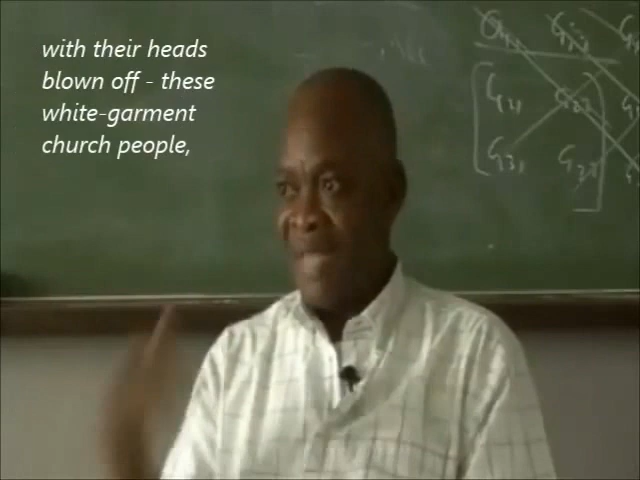 with their heads
blown off - these
white-garment
church people,